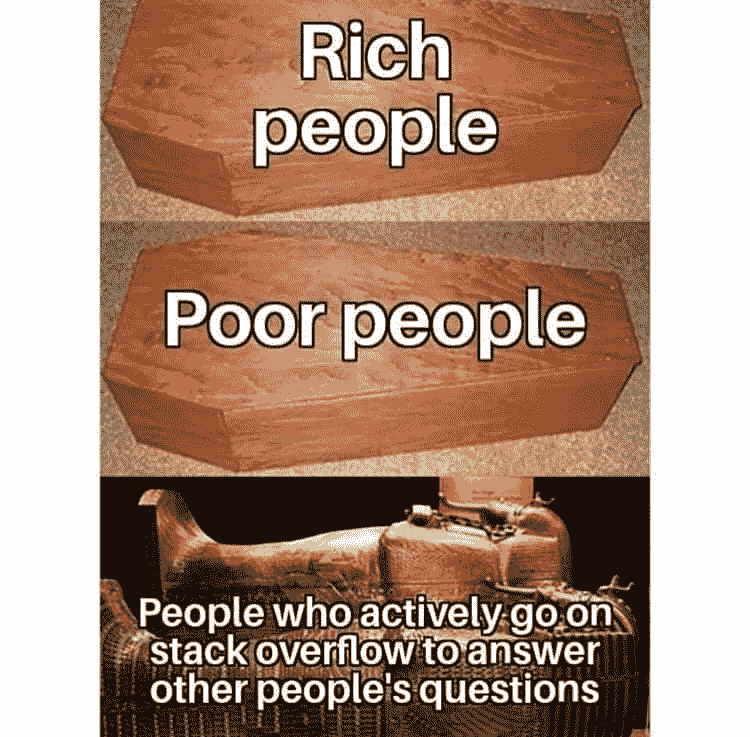 Rich
people
Poor people
People who actively go on
stack overflow to answer
other people's questions